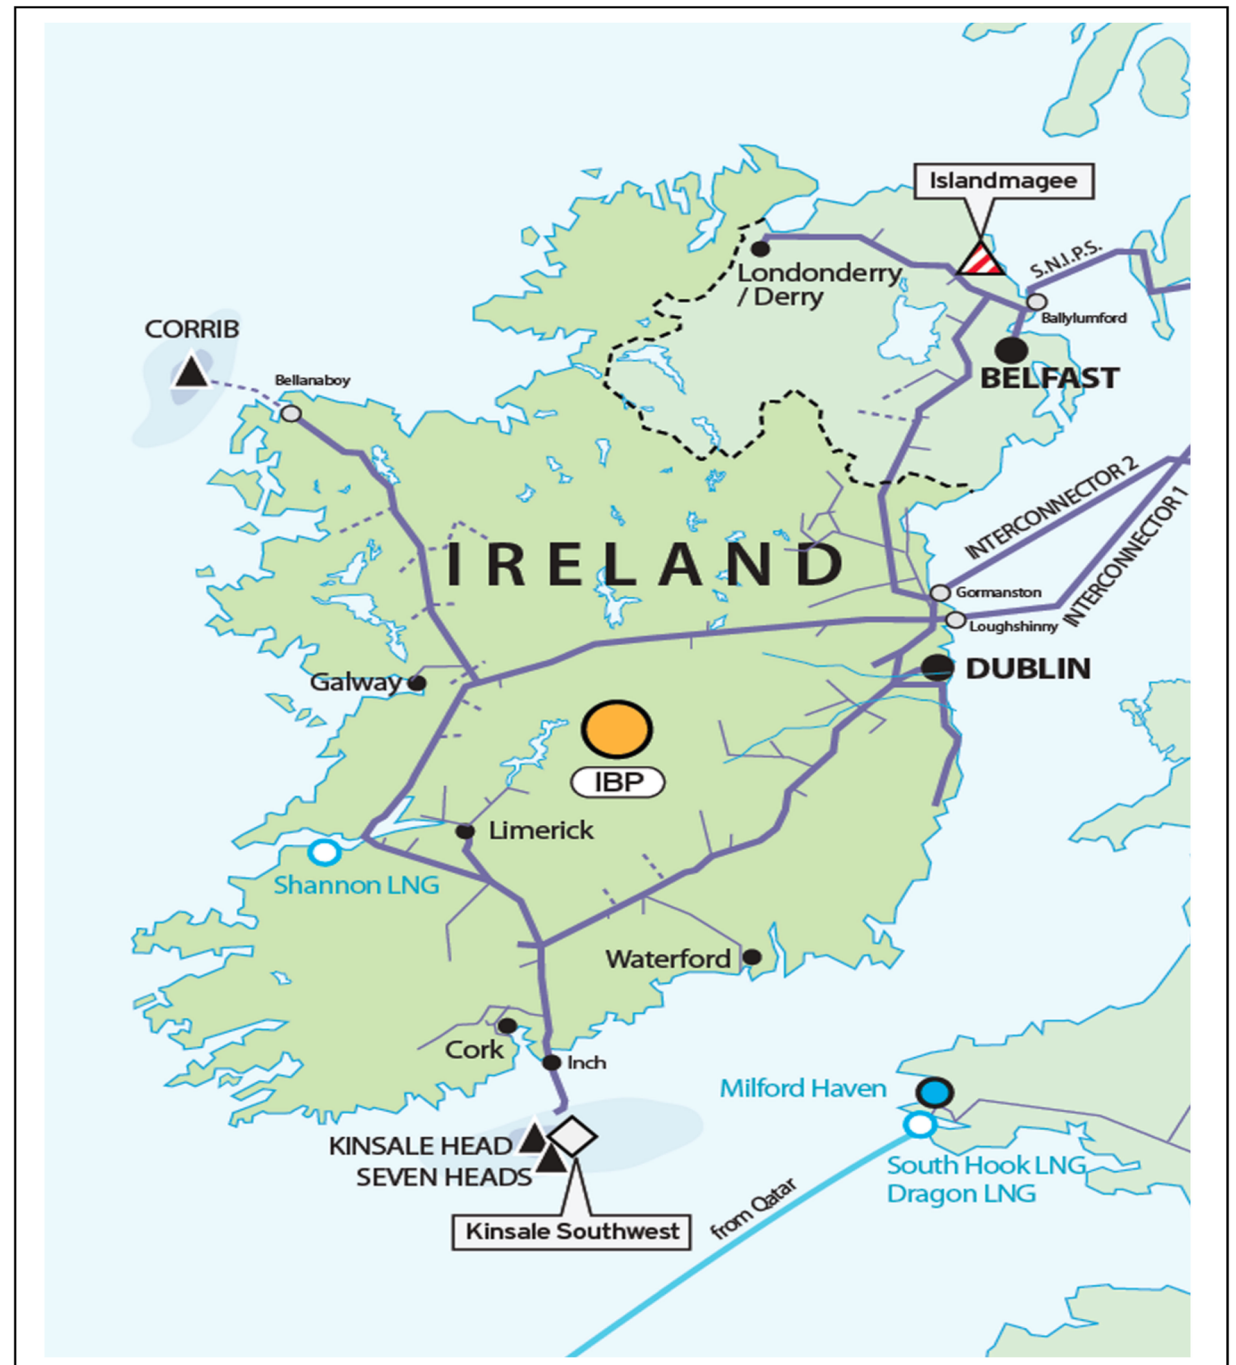 Islandmagee
S.N.I.P.S.
Londonderry
/ Derry
Ballylumford
CORRIB
Bellanaboy
BELFAST
INTERCONNECTOR 2
INTERCONNECTOR 1
IRELAND
Gormanston
Loughshinny
DUBLIN
Galway
IBP
Limerick
Shannon LNG
Waterford
Cork
Inch
Milford Haven
KINSALE HEAD
SEVEN HEADS
South Hook LNG
Dragon LNG
from Qatar
Kinsale Southwest